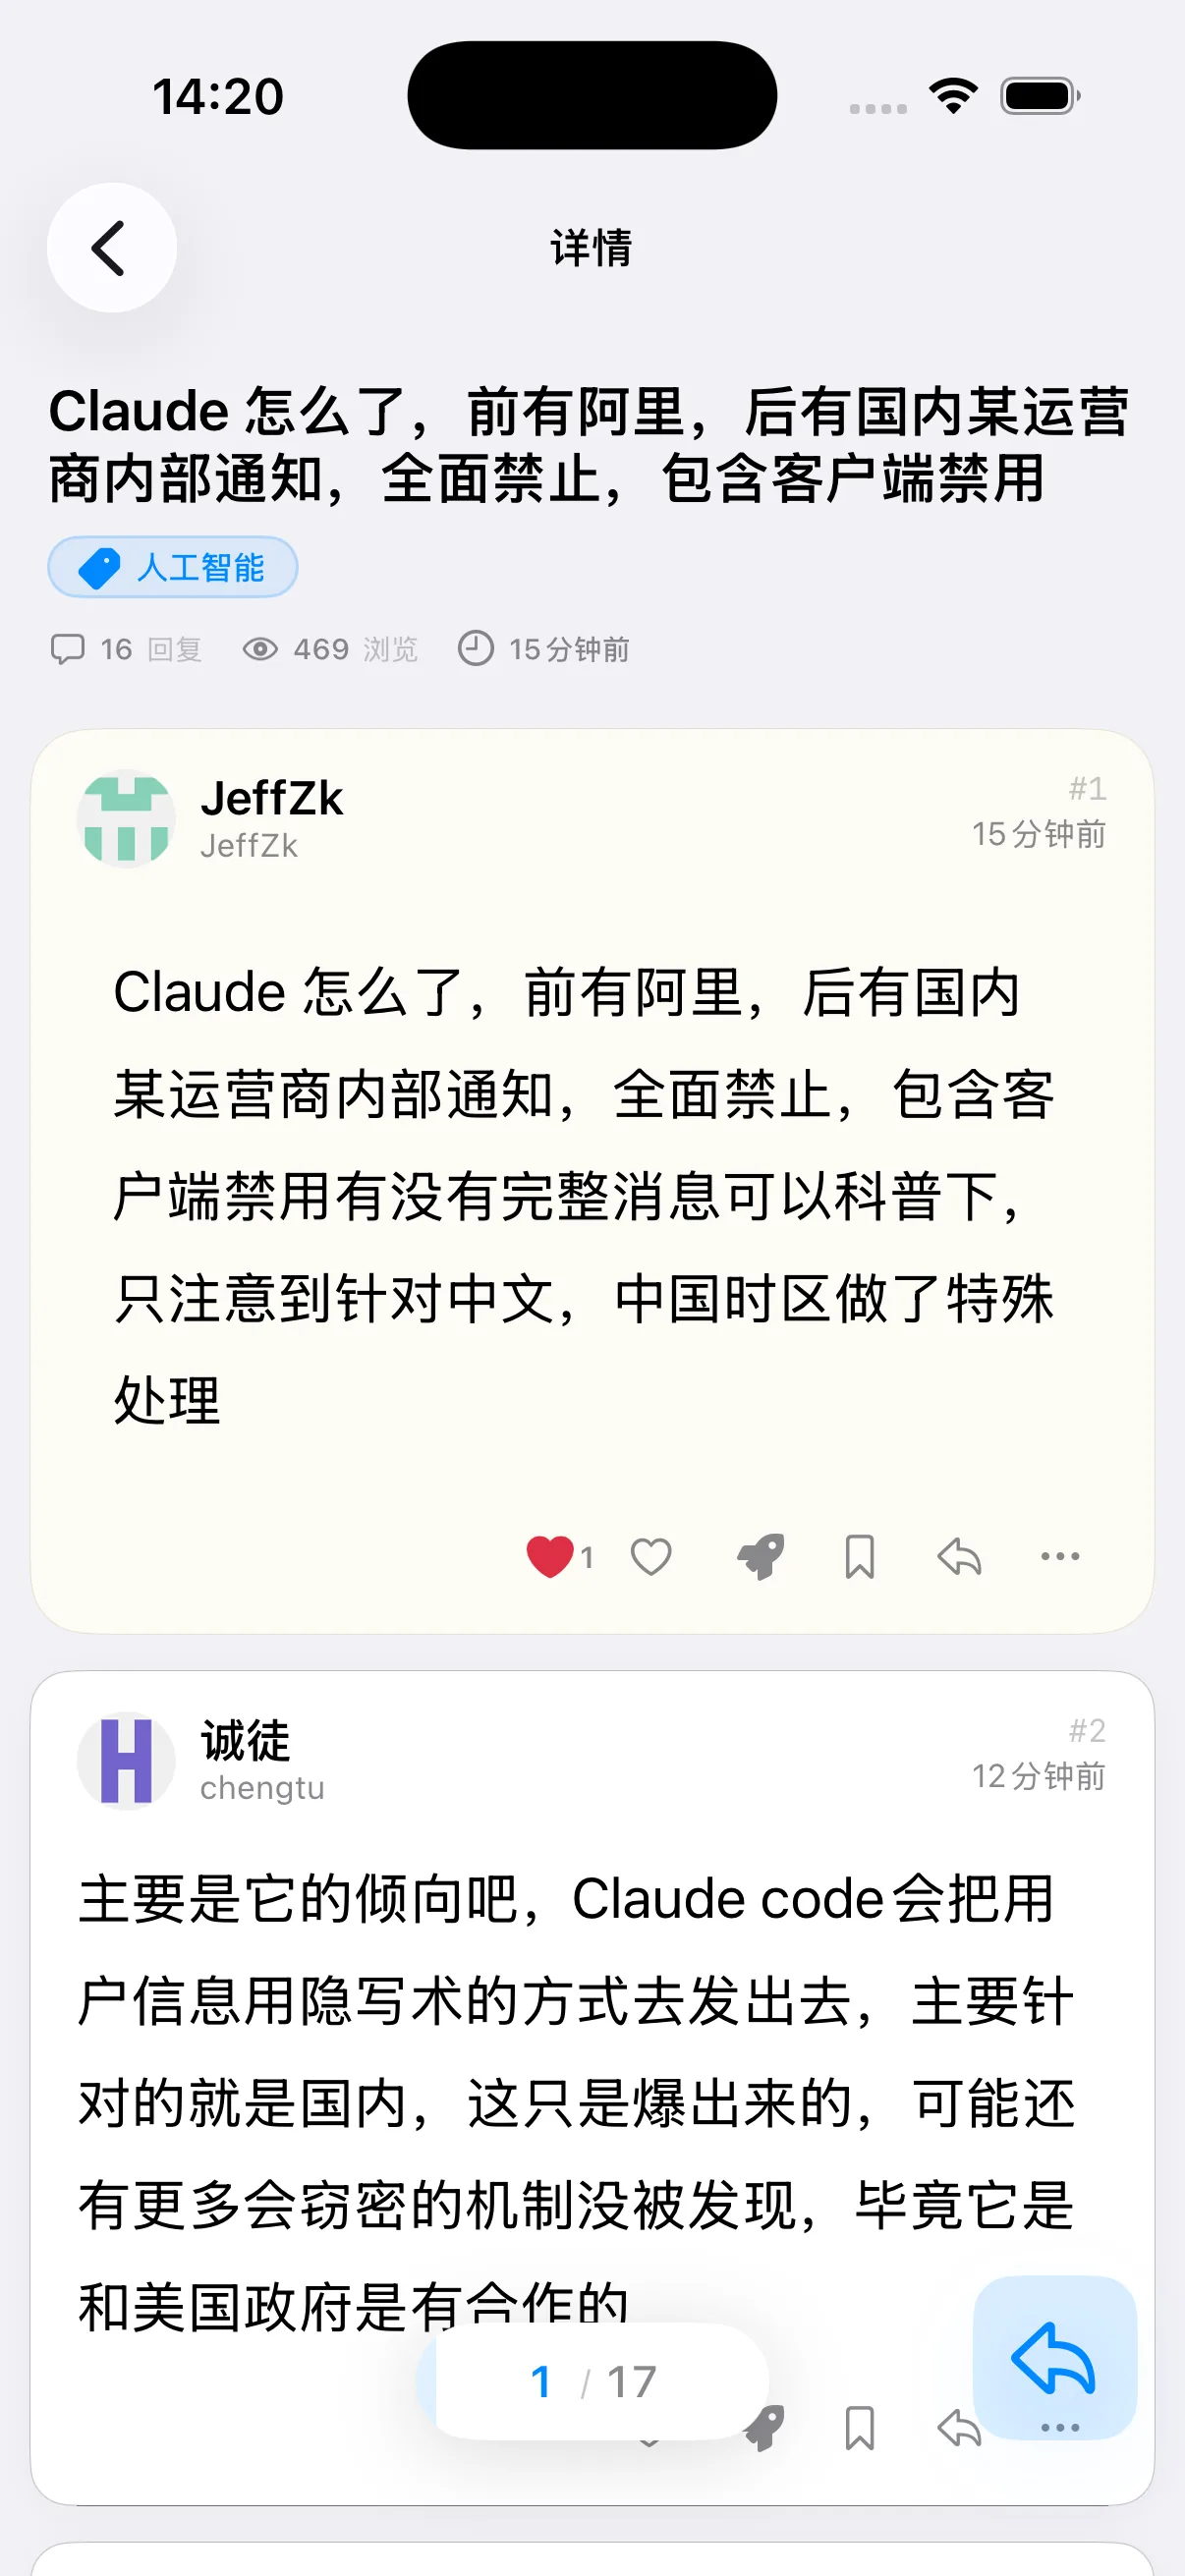 14:20
详情
Claude 怎么了，前有阿里，后有国内某运营
商内部通知，全面禁止，包含客户端禁用
人工智能
16 回复 469 浏览 15 分钟前
JeffZk
#1
JeffZk
15 分钟前
Claude 怎么了，前有阿里，后有国内
某运营商内部通知，全面禁止，包含客
户端禁用有没有完整消息可以科普下，
只注意到针对中文，中国时区做了特殊
处理
1
诚徒
#2
chengtu
12 分钟前
主要是它的倾向吧，Claude code会把用
户信息用隐写术的方式去发出去，主要针
对的就是国内，这只是爆出来的，可能还
有更多会窃密的机制没被发现，毕竟它是
和美国政府是有合作的
1 / 17